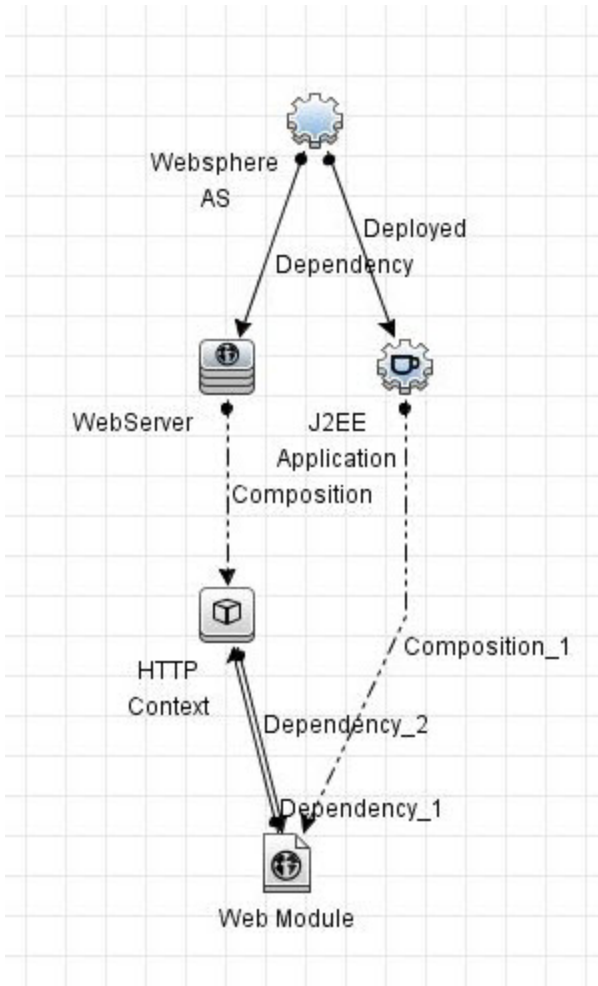 Websphere
AS
Deployed
Dependency
WebServer
J2EE
Application
Composition
Composition_1
HTTP
Context
Dependency_2
Dependency_1
Web Module